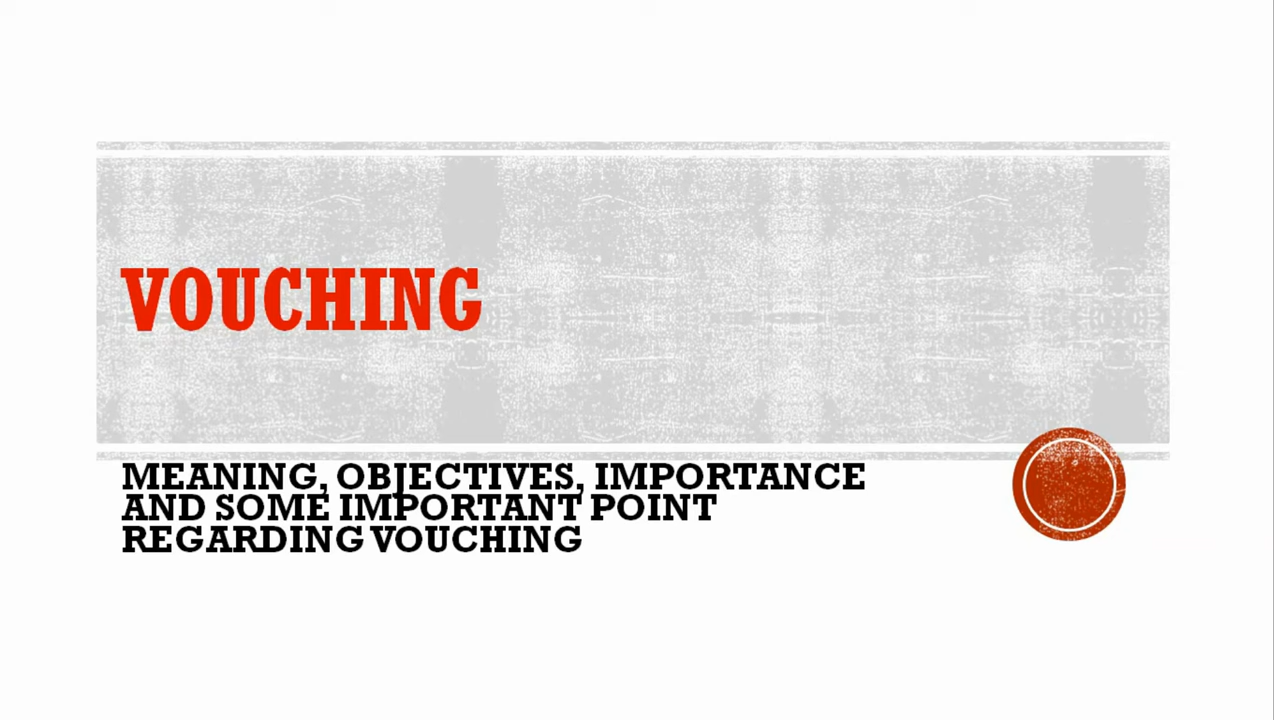 VOUCHING
MEANING, OBJECTIVES, IMPORTANCE
AND SOME IMPORTANT POINT
REGARDING VOUCHING